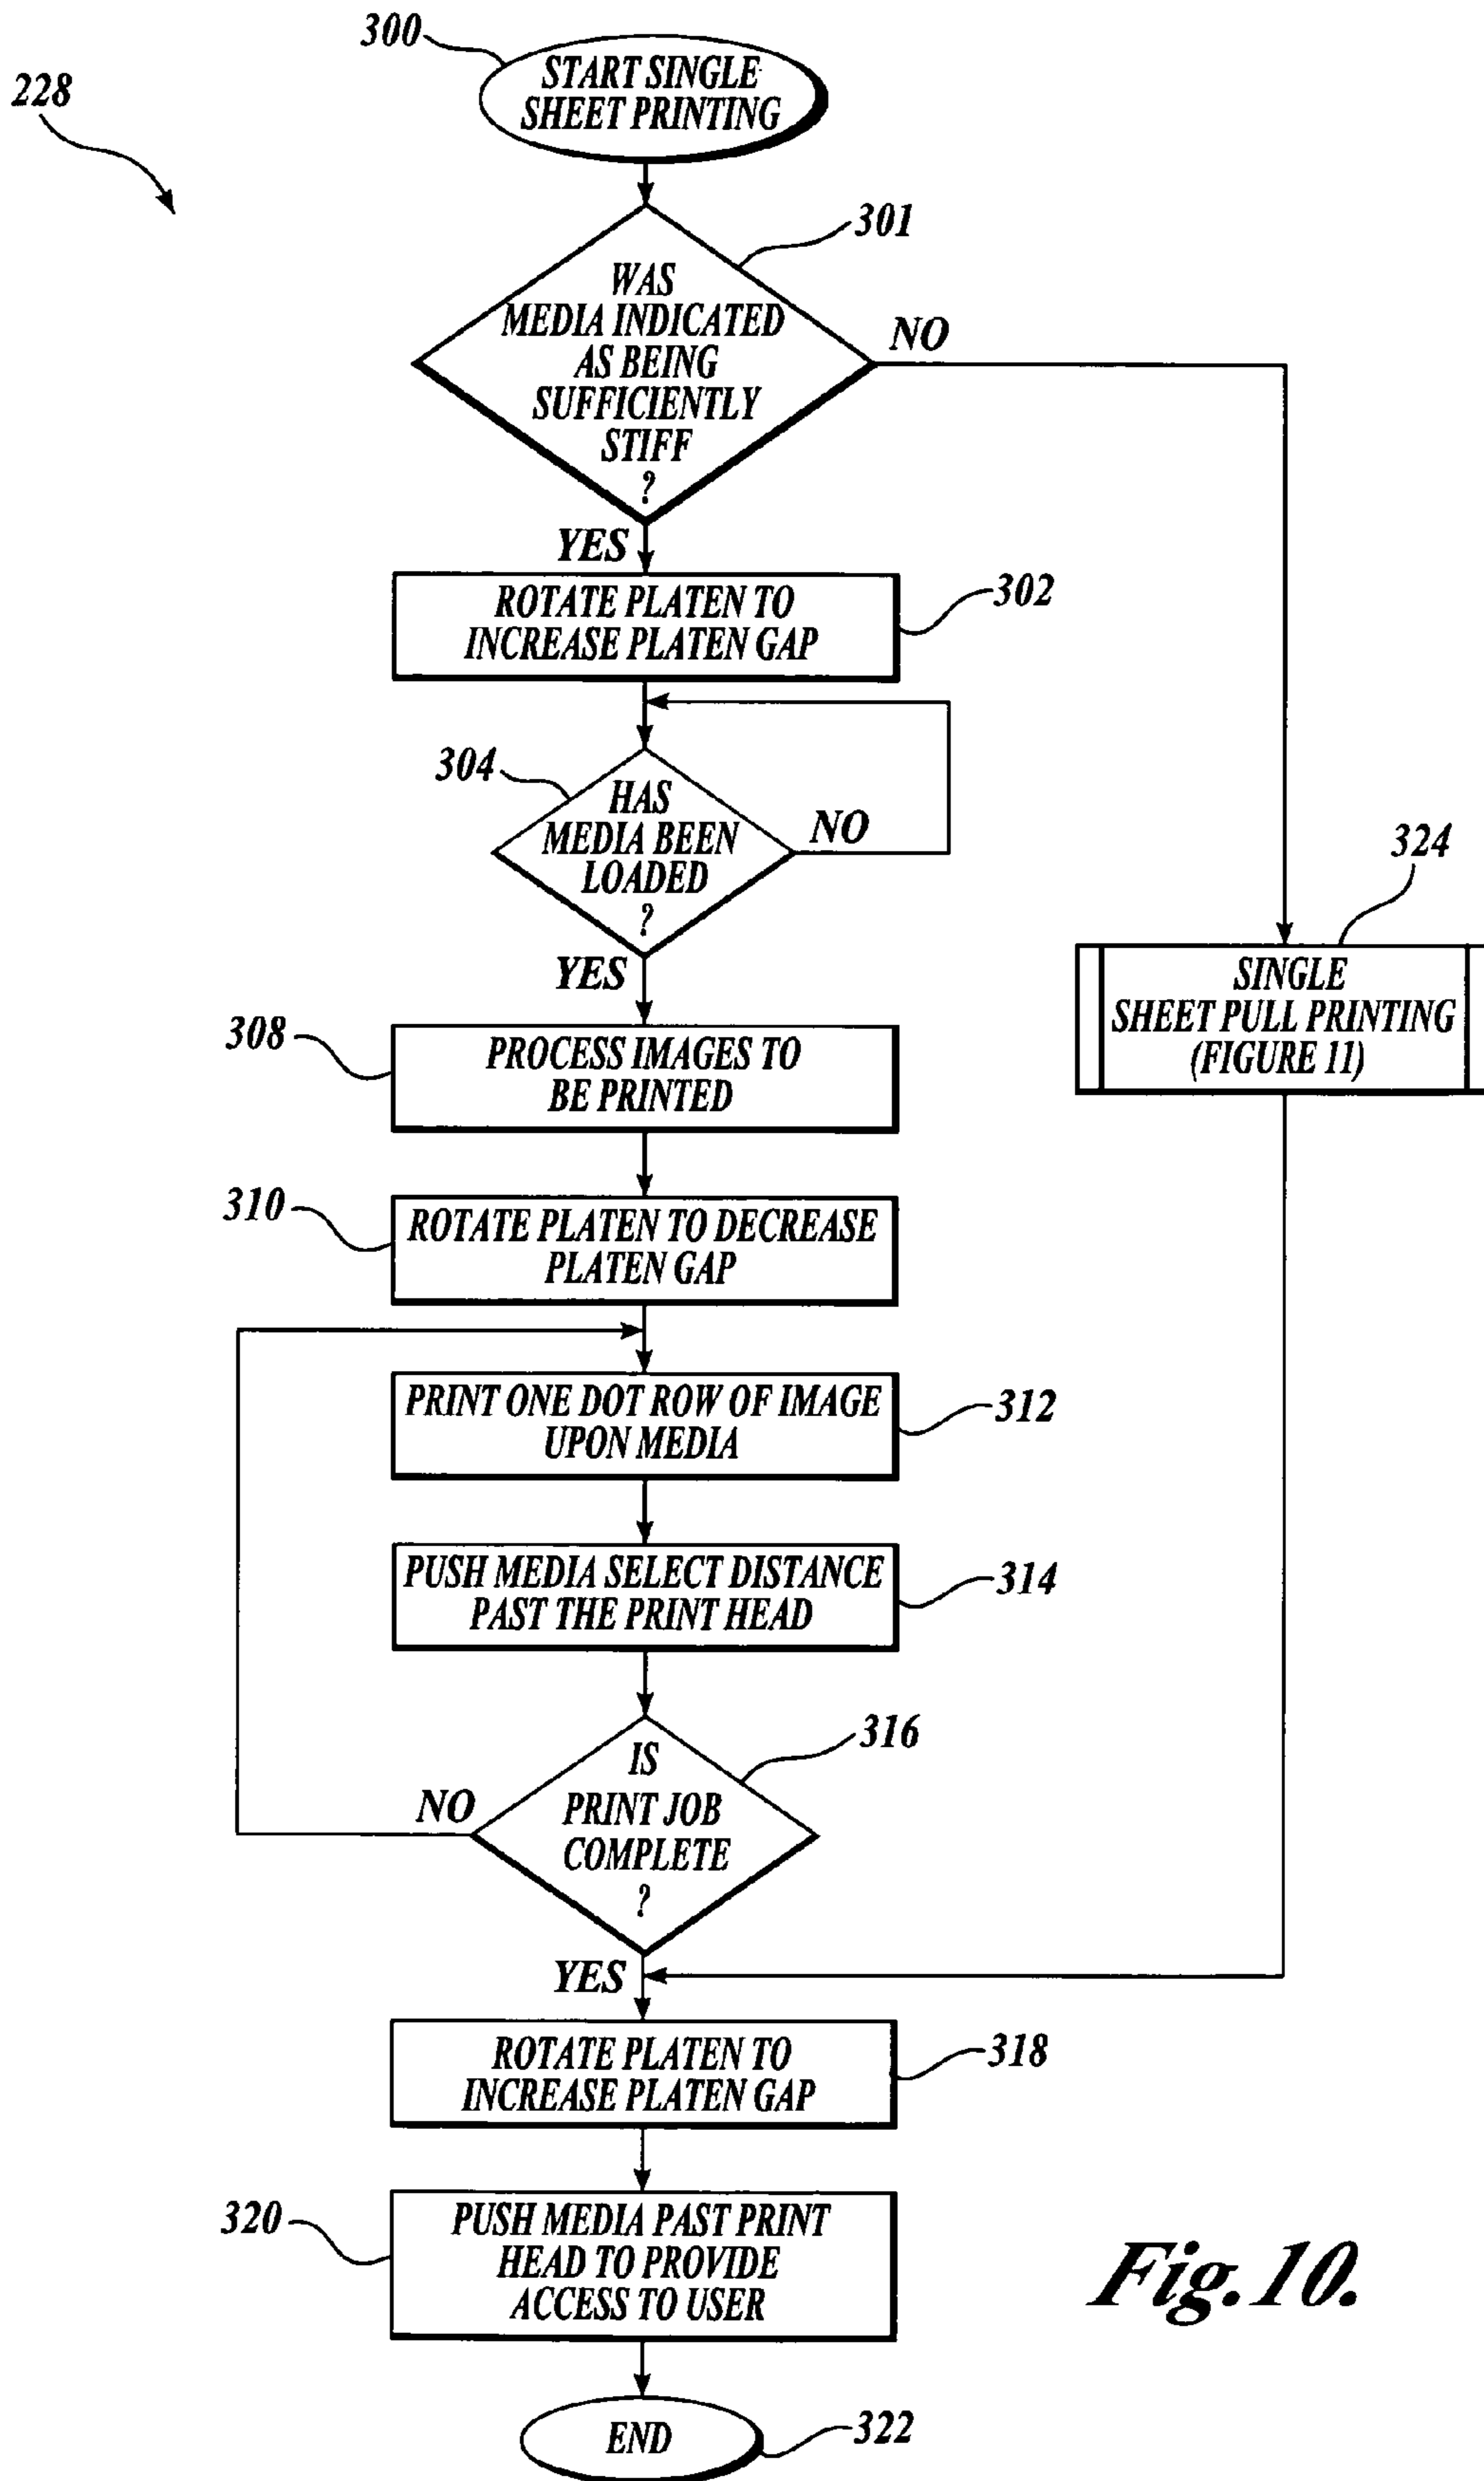 228
300
START SINGLE
SHEET PRINTING
301
WAS
MEDIA INDICATED
AS BEING
SUFFICIENTLY
STIFF
?
NO
YES
ROTATE PLATEN TO
INCREASE PLATEN GAP
302
304
HAS
MEDIA BEEN
LOADED
?
NO
YES
324
SINGLE
SHEET PULL PRINTING
(FIGURE 11)
308
PROCESS IMAGES TO
BE PRINTED
310
ROTATE PLATEN TO DECREASE
PLATEN GAP
PRINT ONE DOT ROW OF IMAGE
UPON MEDIA
312
PUSH MEDIA SELECT DISTANCE
PAST THE PRINT HEAD
314
316
IS
PRINT JOB
COMPLETE
?
NO
YES
ROTATE PLATEN TO
INCREASE PLATEN GAP
318
320
PUSH MEDIA PAST PRINT
HEAD TO PROVIDE
ACCESS TO USER
END
322
Fig.10.